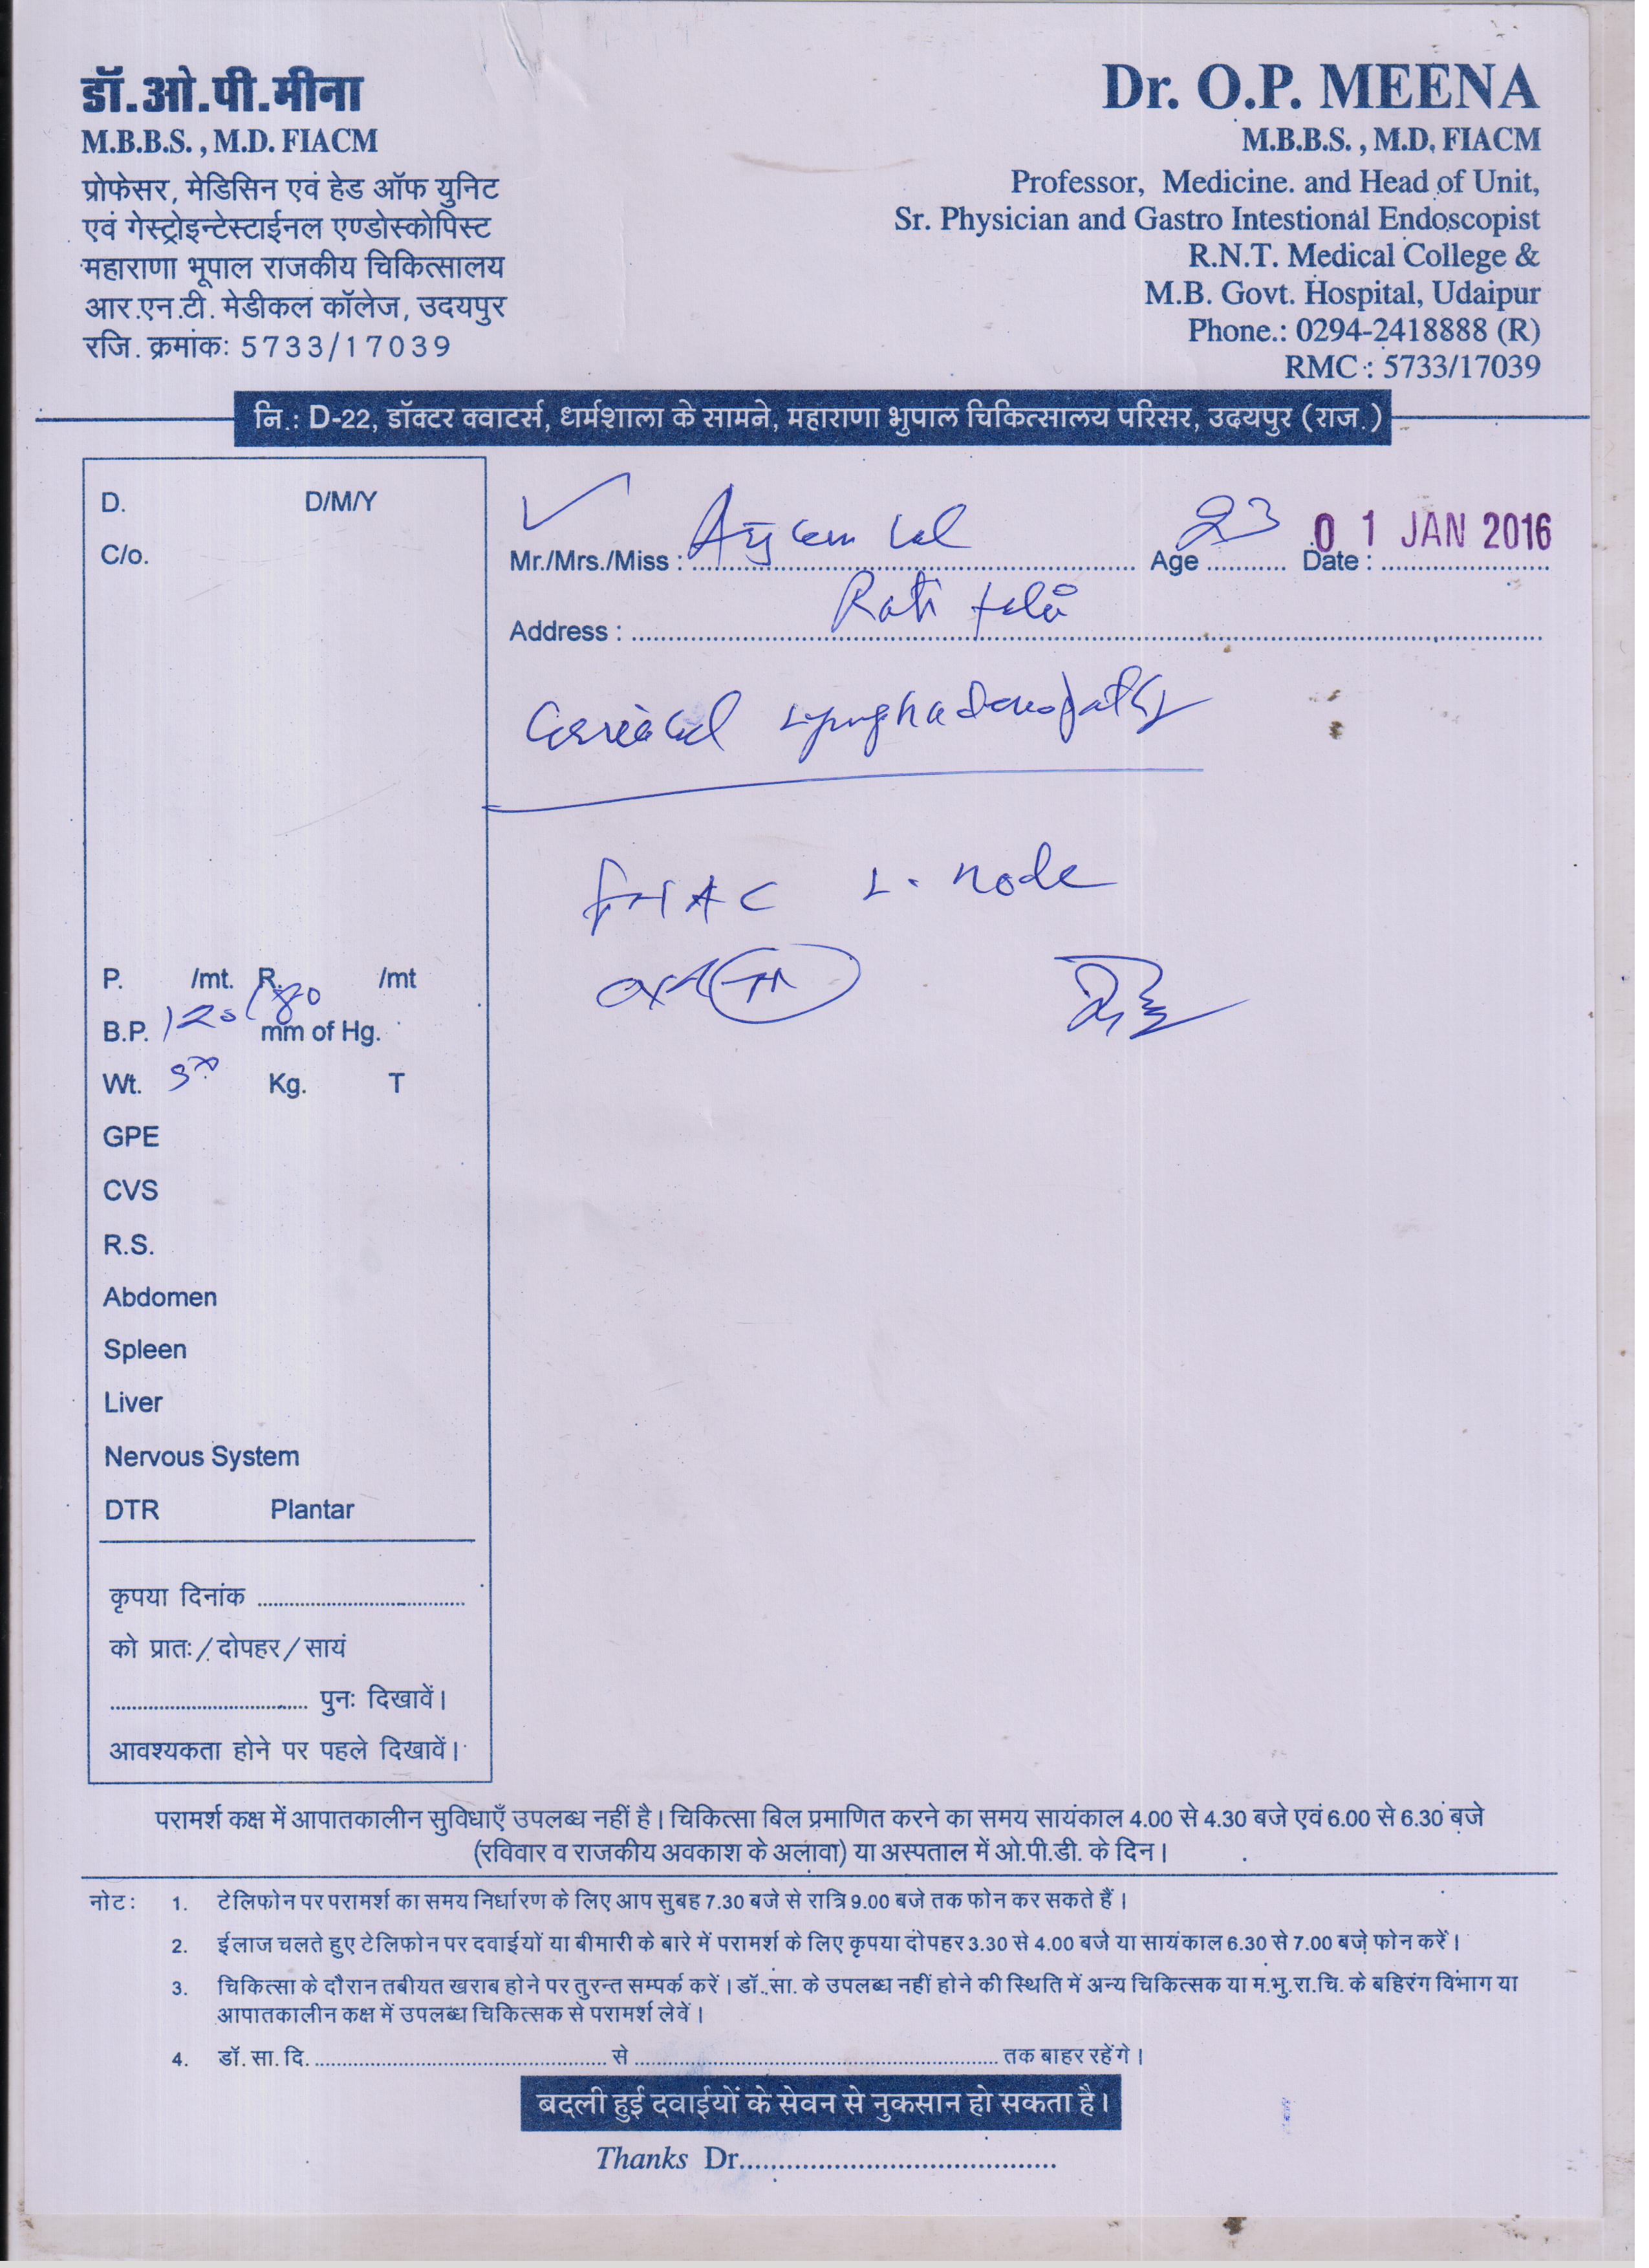 डॉ.ओ.पी.मीना
M.B.B.S., M.D. FIACM
प्रोफेसर, मेडिसिन एवं हेड ऑफ युनिट
एवं गेस्ट्रोइन्टेस्टाईनल एण्डोस्कोपिस्ट
महाराणा भूपाल राजकीय चिकित्सालय
आर.एन.टी. मेडीकल कॉलेज, उदयपुर
रजि. क्रमांक: 5733/17039
Dr. O.P. MEENA
M.B.B.S., M.D. FIACM
Professor, Medicine. and Head of Unit,
Sr. Physician and Gastro Intestional Endoscopist
R.N.T. Medical College &
M.B. Govt. Hospital, Udaipur
Phone.: 0294-2418888 (R)
RMC : 5733/17039
नि.: D-22, डॉक्टर क्वाटर्स, धर्मशाला के सामने, महाराणा भुपाल चिकित्सालय परिसर, उदयपुर (राज.)
D. D/M/Y
C/o.
Mr./Mrs./Miss : Age 23 Date : 01 JAN 2016
Address : Rati
Cervical Lymphadenopathy
FNAC L. node
P. /mt. R. /mt
B.P. 120/80 mm of Hg.
Wt. Kg. T
GPE
CVS
R.S.
Abdomen
Spleen
Liver
Nervous System
DTR Plantar
कृपया दिनांक
को प्रातः/दोपहर/सायं
पुनः दिखावें।
आवश्यकता होने पर पहले दिखावें।
परामर्श कक्ष में आपातकालीन सुविधाएँ उपलब्ध नहीं है। चिकित्सा बिल प्रमाणित करने का समय सायंकाल 4.00 से 4.30 बजे एवं 6.00 से 6.30 बजे
(रविवार व राजकीय अवकाश के अलावा) या अस्पताल में ओ.पी.डी. के दिन।
नोट: 1. टेलिफोन पर परामर्श का समय निर्धारण के लिए आप सुबह 7.30 बजे से रात्रि 9.00 बजे तक फोन कर सकते हैं।
2. ईलाज चलते हुए टेलिफोन पर दवाईयों या बीमारी के बारे में परामर्श के लिए कृपया दोपहर 3.30 से 4.00 बजे या सायंकाल 6.30 से 7.00 बजे फोन करें।
3. चिकित्सा के दौरान तबीयत खराब होने पर तुरन्त सम्पर्क करें। डॉ. सा. के उपलब्ध नहीं होने की स्थिति में अन्य चिकित्सक या म.भु.रा.चि. के बहिरंग विभाग या
आपातकालीन कक्ष में उपलब्ध चिकित्सक से परामर्श लेवें।
4. डॉ. सा. दि. से तक बाहर रहेंगे।
बदली हुई दवाईयों के सेवन से नुकसान हो सकता है।
Thanks Dr.